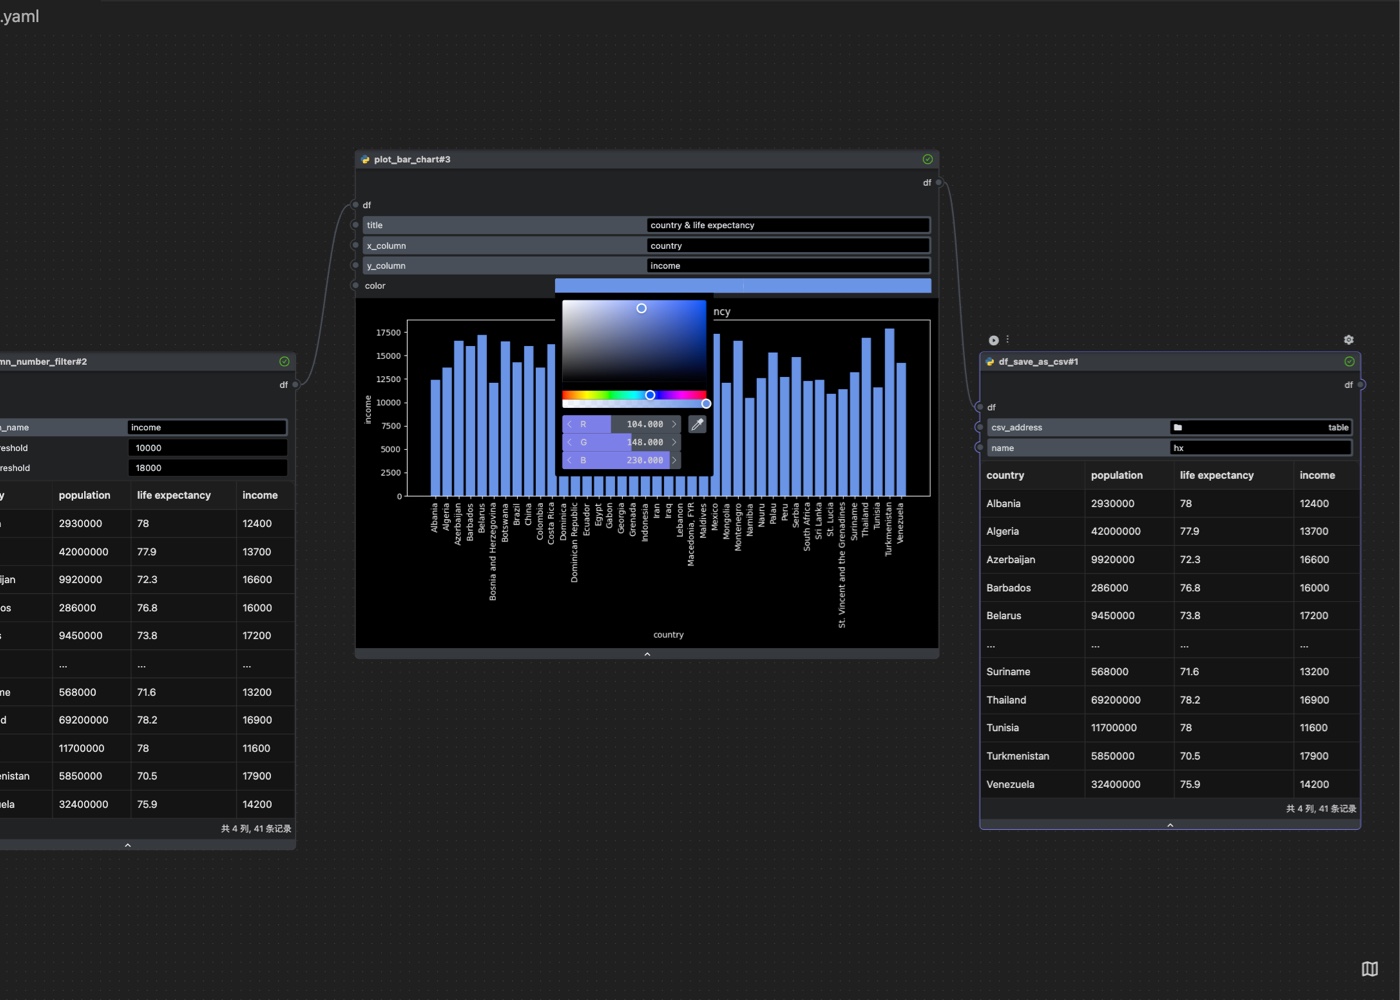 .yaml
mn_number_filter#2
df
n_name
income
reshold
10000
reshold
18000
y
population
life expectancy
income
2930000
78
12400
42000000
77.9
13700
ijan
9920000
72.3
16600
os
286000
76.8
16000
s
9450000
73.8
17200
...
...
...
me
568000
71.6
13200
d
69200000
78.2
16900
11700000
78
11600
enistan
5850000
70.5
17900
ela
32400000
75.9
14200
共 4 列, 41 条记录
plot_bar_chart#3
df
df
title
country & life expectancy
x_column
country
y_column
income
color
ncy
17500
15000
12500
10000
7500
5000
2500
0
income
R 104.000
G 148.000
B 230.000
Albania
Algeria
Azerbaijan
Barbados
Belarus
Bosnia and Herzegovina
Botswana
Brazil
China
Colombia
Costa Rica
Dominica
Dominican Republic
Ecuador
Egypt
Gabon
Georgia
Grenada
Indonesia
Iran
Iraq
Lebanon
Macedonia, FYR
Maldives
Mexico
Mongolia
Montenegro
Namibia
Nauru
Palau
Peru
Serbia
South Africa
Sri Lanka
St. Lucia
St. Vincent and the Grenadines
Suriname
Thailand
Tunisia
Turkmenistan
Venezuela
country
df_save_as_csv#1
df
df
csv_address
table
name
hx
country
population
life expectancy
income
Albania
2930000
78
12400
Algeria
42000000
77.9
13700
Azerbaijan
9920000
72.3
16600
Barbados
286000
76.8
16000
Belarus
9450000
73.8
17200
...
...
...
...
Suriname
568000
71.6
13200
Thailand
69200000
78.2
16900
Tunisia
11700000
78
11600
Turkmenistan
5850000
70.5
17900
Venezuela
32400000
75.9
14200
共 4 列, 41 条记录